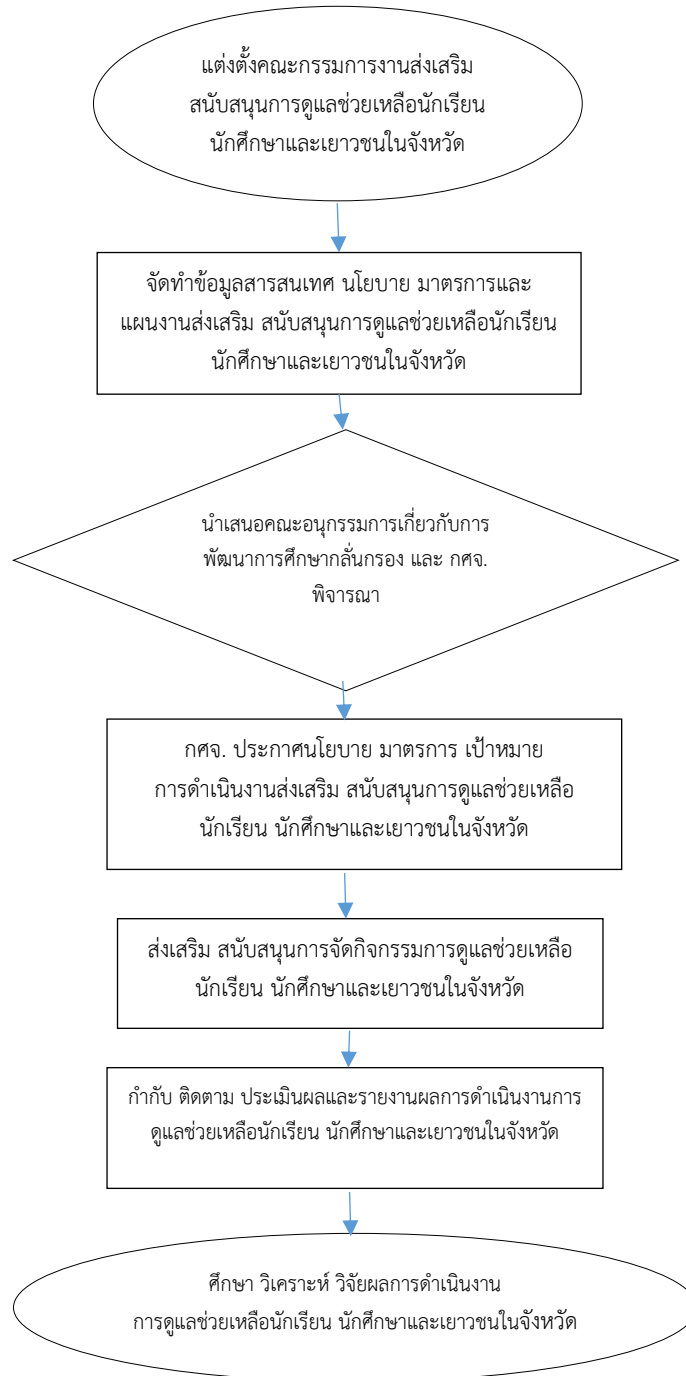 แต่งตั้งคณะกรรมการงานส่งเสริม
สนับสนุนการดูแลช่วยเหลือนักเรียน
นักศึกษาและเยาวชนในจังหวัด
จัดทำข้อมูลสารสนเทศ นโยบาย มาตรการและ
แผนงานส่งเสริม สนับสนุนการดูแลช่วยเหลือนักเรียน
นักศึกษาและเยาวชนในจังหวัด
นำเสนอคณะอนุกรรมการเกี่ยวกับการ
พัฒนาการศึกษากลั่นกรอง และ กศจ.
พิจารณา
กศจ. ประกาศนโยบาย มาตรการ เป้าหมาย
การดำเนินงานส่งเสริม สนับสนุนการดูแลช่วยเหลือ
นักเรียน นักศึกษาและเยาวชนในจังหวัด
ส่งเสริม สนับสนุนการจัดกิจกรรมการดูแลช่วยเหลือ
นักเรียน นักศึกษาและเยาวชนในจังหวัด
กำกับ ติดตาม ประเมินผลและรายงานผลการดำเนินงานการ
ดูแลช่วยเหลือนักเรียน นักศึกษาและเยาวชนในจังหวัด
ศึกษา วิเคราะห์ วิจัยผลการดำเนินงาน
การดูแลช่วยเหลือนักเรียน นักศึกษาและเยาวชนในจังหวัด